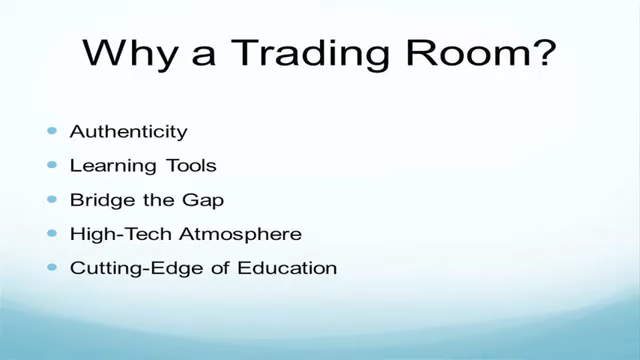 Why a Trading Room?
Authenticity
Learning Tools
Bridge the Gap
High-Tech Atmosphere
Cutting-Edge of Education